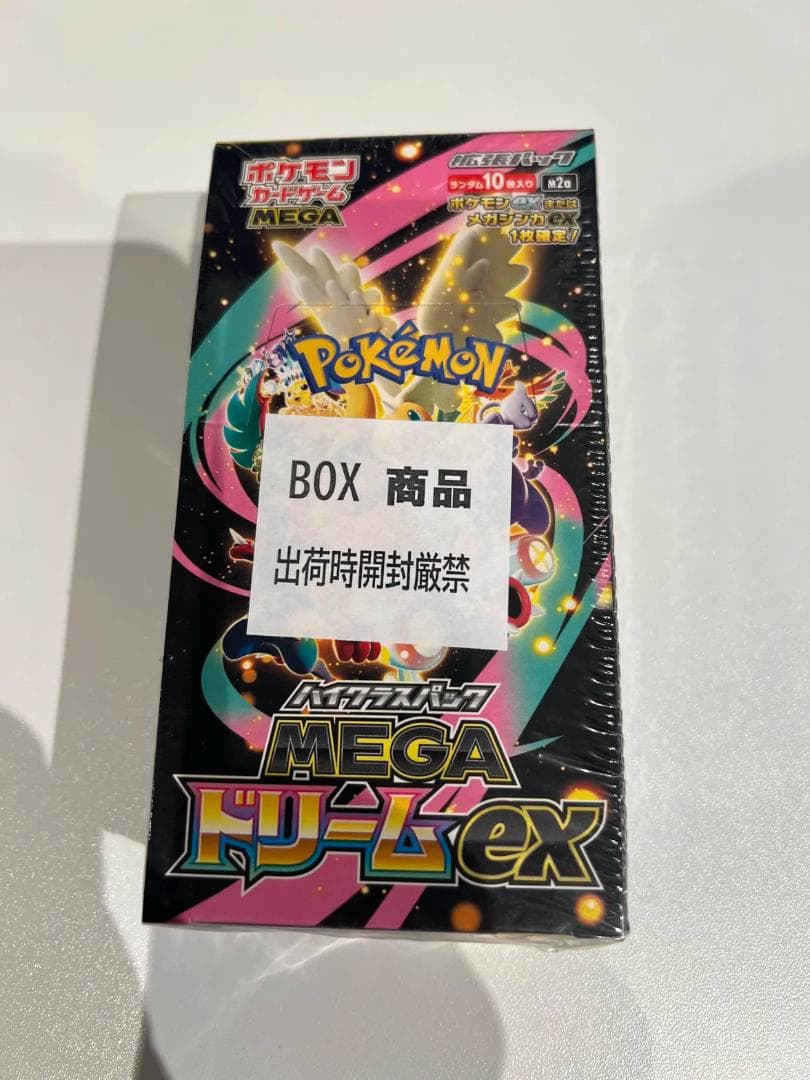 ポケモン
カードゲーム
MEGA
拡張パック
ランダム10枚入り M2a
ポケモンexまたは
メガシンカex
1枚確定!
POKÉMON
TM
BOX 商品
出荷時開封厳禁
ハイクラスパック
MEGA
ドリームex